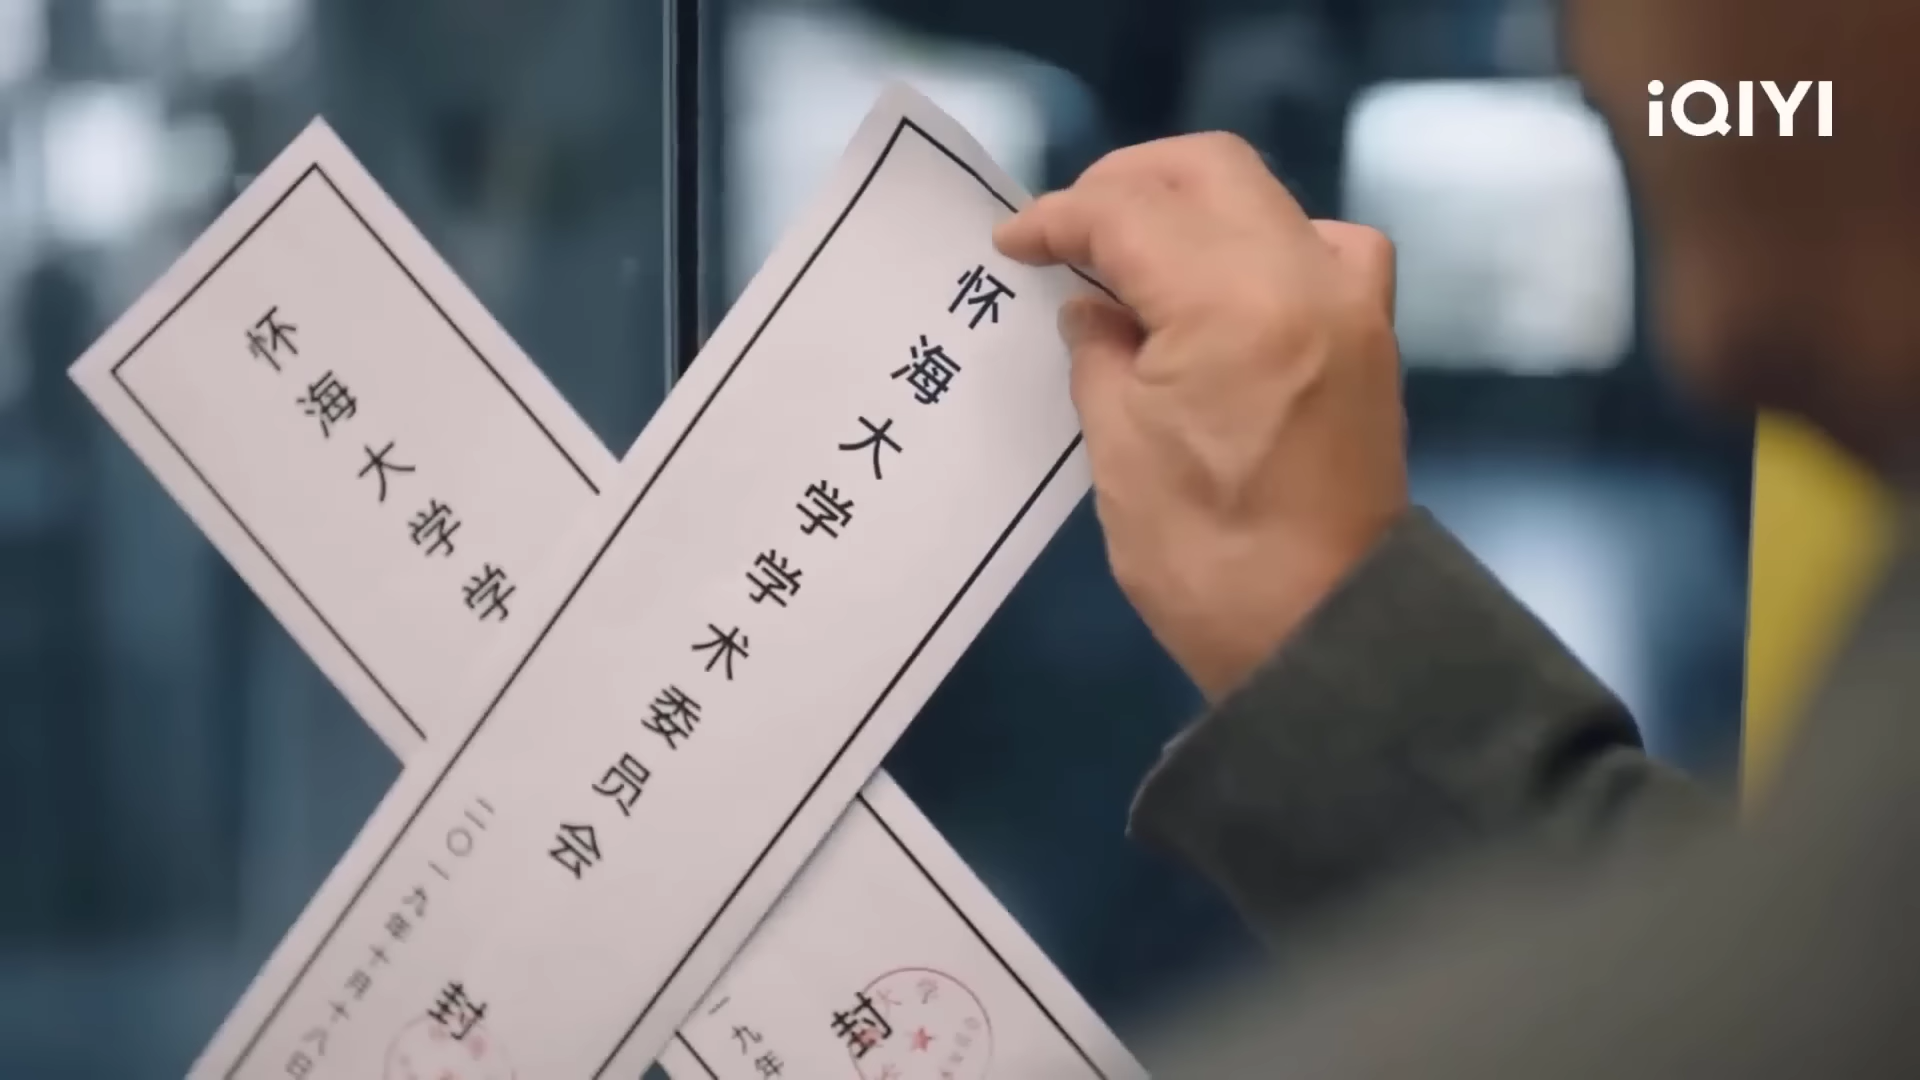 iQIYI
怀海大学学
怀海大学学术委员会
二〇一九年十月十八日
封
一九年
封